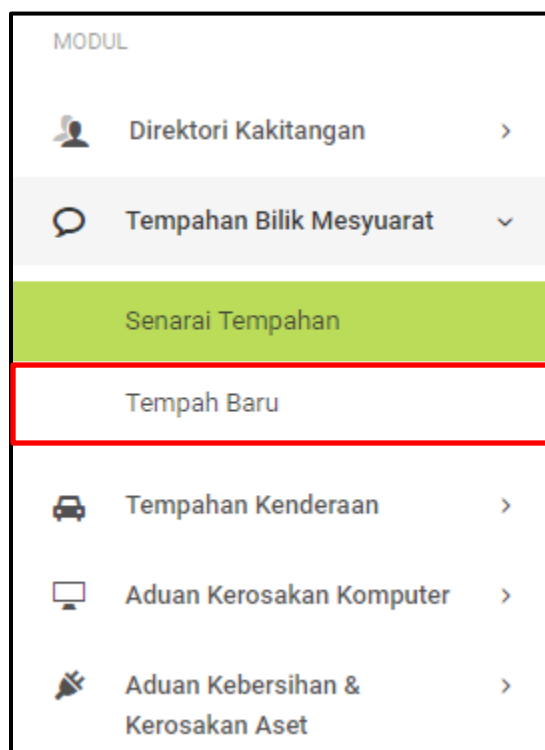 MODUL
Direktori Kakitangan
Tempahan Bilik Mesyuarat
Senarai Tempahan
Tempah Baru
Tempahan Kenderaan
Aduan Kerosakan Komputer
Aduan Kebersihan &
Kerosakan Aset